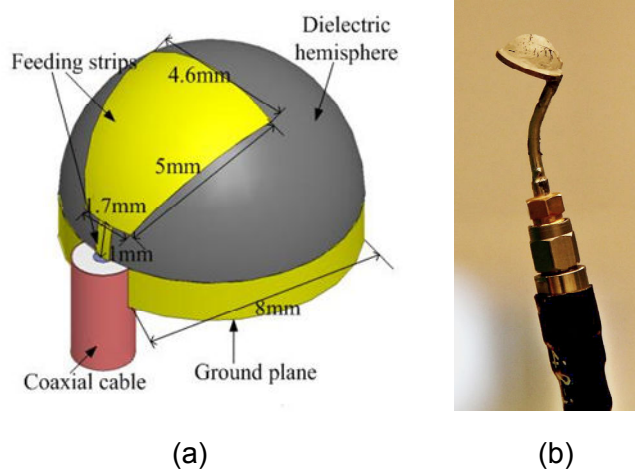 Dielectric
hemisphere
Feeding strips
4.6mm
5mm
1.7mm
1mm
8mm
Ground plane
Coaxial cable
(a)
(b)